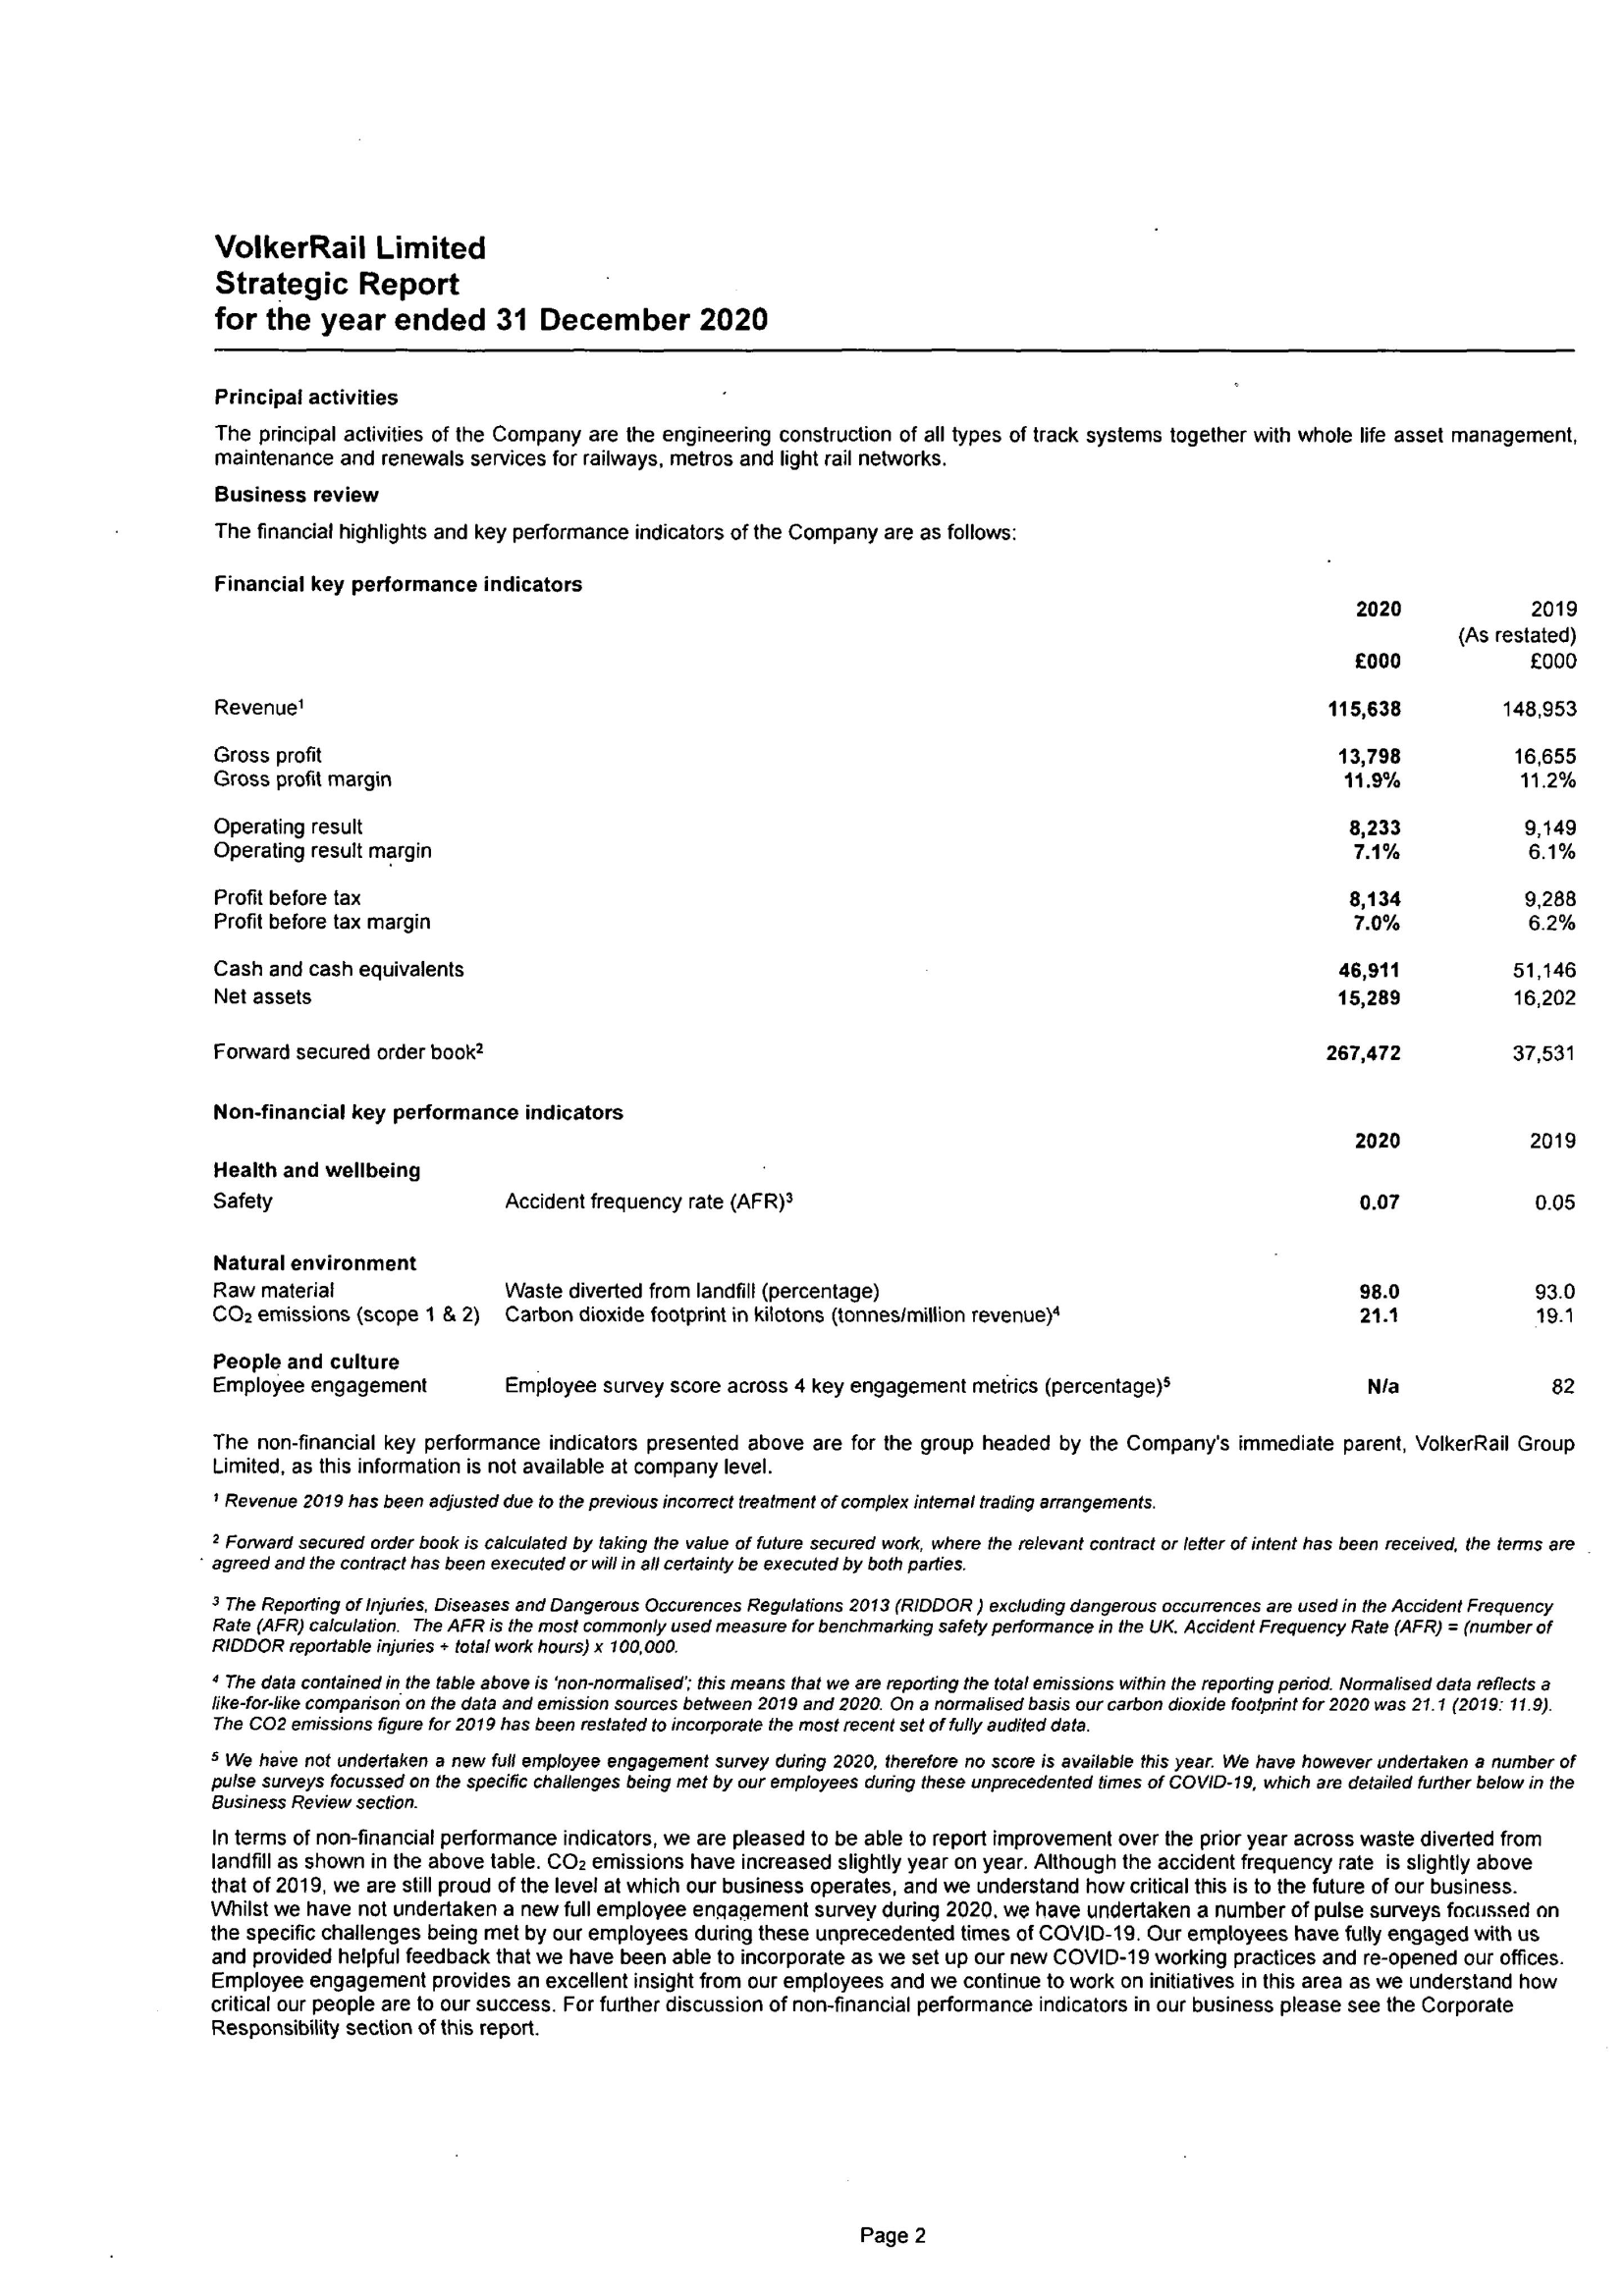 VolkerRail Limited
Strategic Report
for the year ended 31 December 2020
Principal activities
The principal activities of the Company are the engineering construction of all types of track systems together with whole life asset management,
maintenance and renewals services for railways, metros and light rail networks.
Business review
The financial highlights and key performance indicators of the Company are as follows:
Financial key performance indicators
2020 2019
(As restated)
£000 £000
Revenue¹ 115,638 148,953
Gross profit 13,798 16,655
Gross profit margin 11.9% 11.2%
Operating result 8,233 9,149
Operating result margin 7.1% 6.1%
Profit before tax 8,134 9,288
Profit before tax margin 7.0% 6.2%
Cash and cash equivalents 46,911 51,146
Net assets 15,289 16,202
Forward secured order book² 267,472 37,531
Non-financial key performance indicators
2020 2019
Health and wellbeing
Safety Accident frequency rate (AFR)³ 0.07 0.05
Natural environment
Raw material Waste diverted from landfill (percentage) 98.0 93.0
CO₂ emissions (scope 1 & 2) Carbon dioxide footprint in kilotons (tonnes/million revenue)⁴ 21.1 19.1
People and culture
Employee engagement Employee survey score across 4 key engagement metrics (percentage)⁵ N/a 82
The non-financial key performance indicators presented above are for the group headed by the Company's immediate parent, VolkerRail Group
Limited, as this information is not available at company level.
¹ Revenue 2019 has been adjusted due to the previous incorrect treatment of complex internal trading arrangements.
² Forward secured order book is calculated by taking the value of future secured work, where the relevant contract or letter of intent has been received, the terms are
agreed and the contract has been executed or will in all certainty be executed by both parties.
³ The Reporting of Injuries, Diseases and Dangerous Occurences Regulations 2013 (RIDDOR ) excluding dangerous occurrences are used in the Accident Frequency
Rate (AFR) calculation. The AFR is the most commonly used measure for benchmarking safety performance in the UK. Accident Frequency Rate (AFR) = (number of
RIDDOR reportable injuries ÷ total work hours) x 100,000.
⁴ The data contained in the table above is 'non-normalised'; this means that we are reporting the total emissions within the reporting period. Normalised data reflects a
like-for-like comparison on the data and emission sources between 2019 and 2020. On a normalised basis our carbon dioxide footprint for 2020 was 21.1 (2019: 11.9).
The CO2 emissions figure for 2019 has been restated to incorporate the most recent set of fully audited data.
⁵ We have not undertaken a new full employee engagement survey during 2020, therefore no score is available this year. We have however undertaken a number of
pulse surveys focussed on the specific challenges being met by our employees during these unprecedented times of COVID-19, which are detailed further below in the
Business Review section.
In terms of non-financial performance indicators, we are pleased to be able to report improvement over the prior year across waste diverted from
landfill as shown in the above table. CO₂ emissions have increased slightly year on year. Although the accident frequency rate is slightly above
that of 2019, we are still proud of the level at which our business operates, and we understand how critical this is to the future of our business.
Whilst we have not undertaken a new full employee engagement survey during 2020, we have undertaken a number of pulse surveys focussed on
the specific challenges being met by our employees during these unprecedented times of COVID-19. Our employees have fully engaged with us
and provided helpful feedback that we have been able to incorporate as we set up our new COVID-19 working practices and re-opened our offices.
Employee engagement provides an excellent insight from our employees and we continue to work on initiatives in this area as we understand how
critical our people are to our success. For further discussion of non-financial performance indicators in our business please see the Corporate
Responsibility section of this report.
Page 2